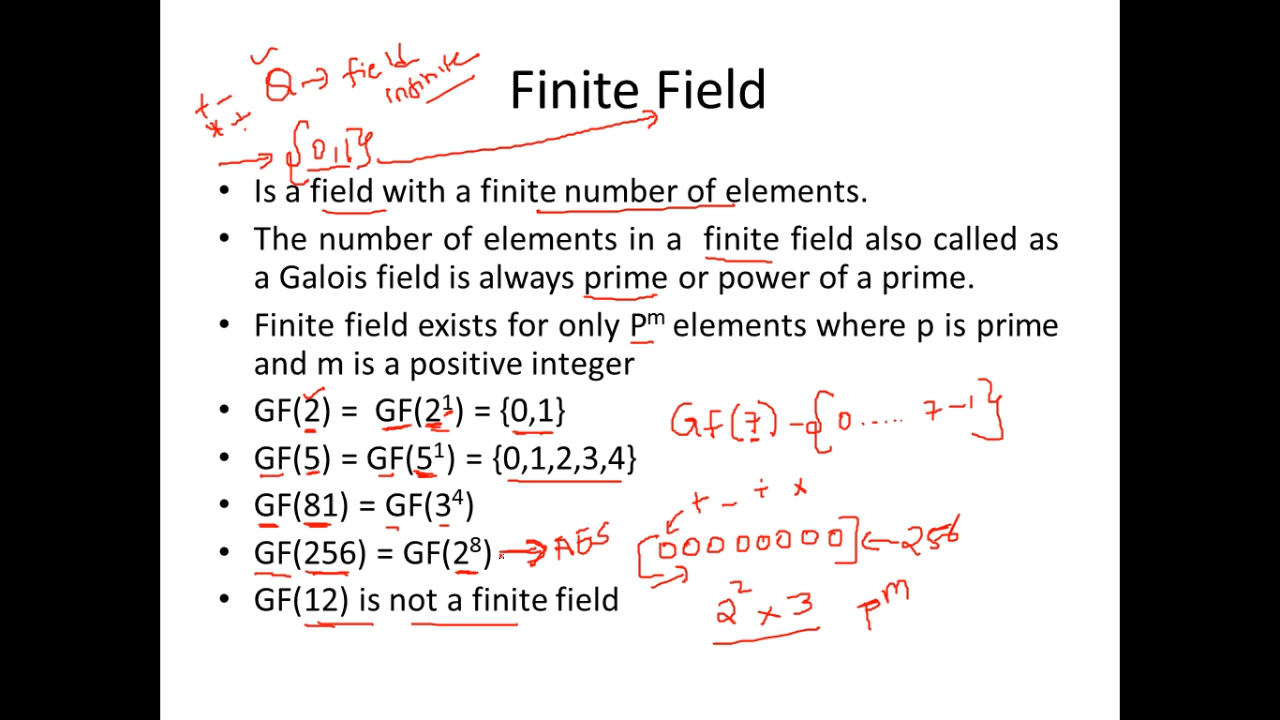 Q → field
infinite
+ -
* ÷
Finite Field
→ {0,1}
• Is a field with a finite number of elements.
• The number of elements in a finite field also called as
a Galois field is always prime or power of a prime.
• Finite field exists for only Pᵐ elements where p is prime
and m is a positive integer
• GF(2) = GF(2¹) = {0,1}
GF(7) - {0 ..... 7-1}
• GF(5) = GF(5¹) = {0,1,2,3,4}
+ - ÷ x
• GF(81) = GF(3⁴)
• GF(256) = GF(2⁸) → AES
[00000000] ← 256
• GF(12) is not a finite field
2² x 3 pᵐ